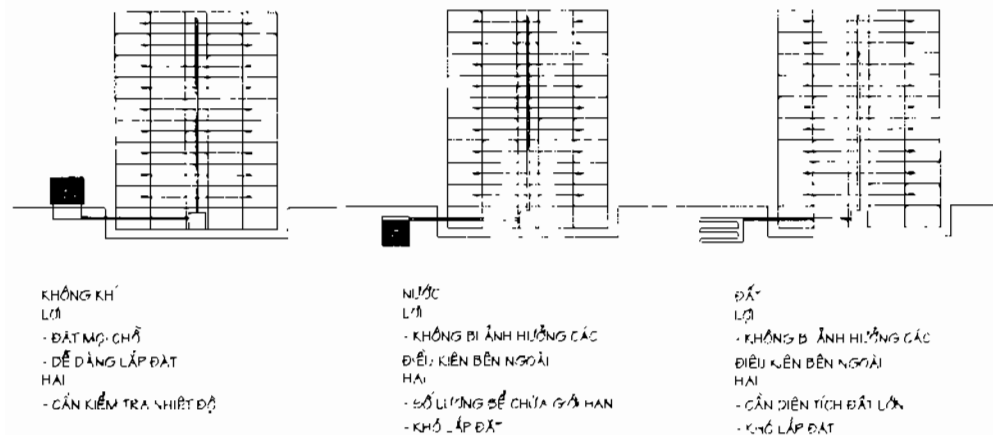 KHÔNG KHÍ
LỢI
- ĐẶT MỌI CHỖ
- DỄ DÀNG LẮP ĐẶT
HẠI
- CẦN KIỂM TRA NHIỆT ĐỘ
NƯỚC
LỢI
- KHÔNG BỊ ẢNH HƯỞNG CÁC
ĐIỀU KIỆN BÊN NGOÀI
HẠI
- SỐ LƯỢNG BỂ CHỨA GIỚI HẠN
- KHÓ LẮP ĐẶT
ĐẤT
LỢI
- KHÔNG BỊ ẢNH HƯỞNG CÁC
ĐIỀU KIỆN BÊN NGOÀI
HẠI
- CẦN DIỆN TÍCH ĐẤT LỚN
- KHÓ LẮP ĐẶT